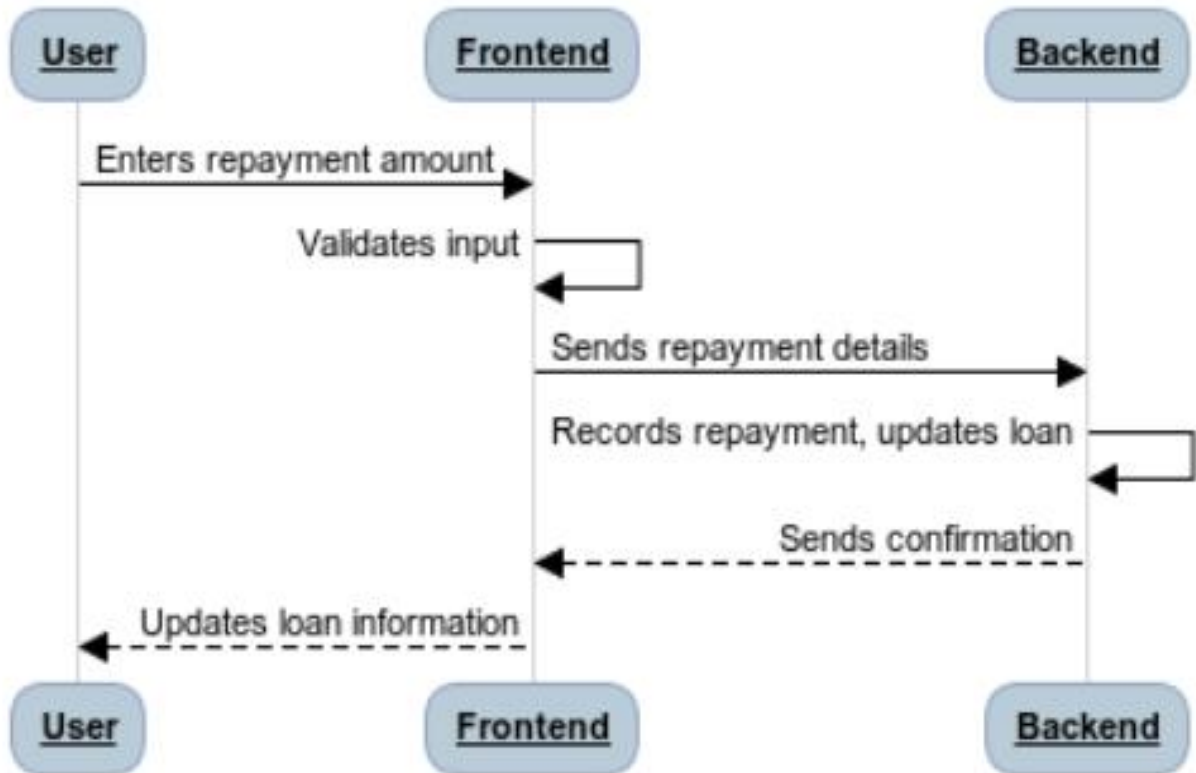 User
Frontend
Backend
Enters repayment amount
Validates input
Sends repayment details
Records repayment, updates loan
Sends confirmation
Updates loan information
User
Frontend
Backend